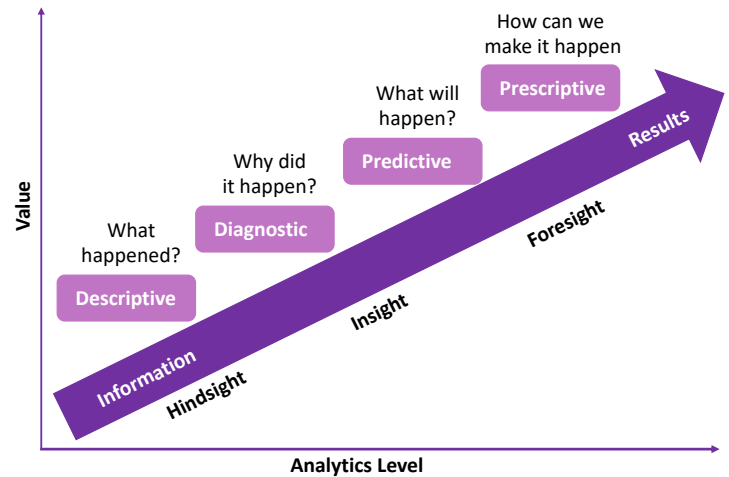 How can we
make it happen
Prescriptive
What will
happen?
Predictive
Why did
it happen?
Diagnostic
What
happened?
Descriptive
Results
Information
Foresight
Insight
Hindsight
Value
Analytics Level